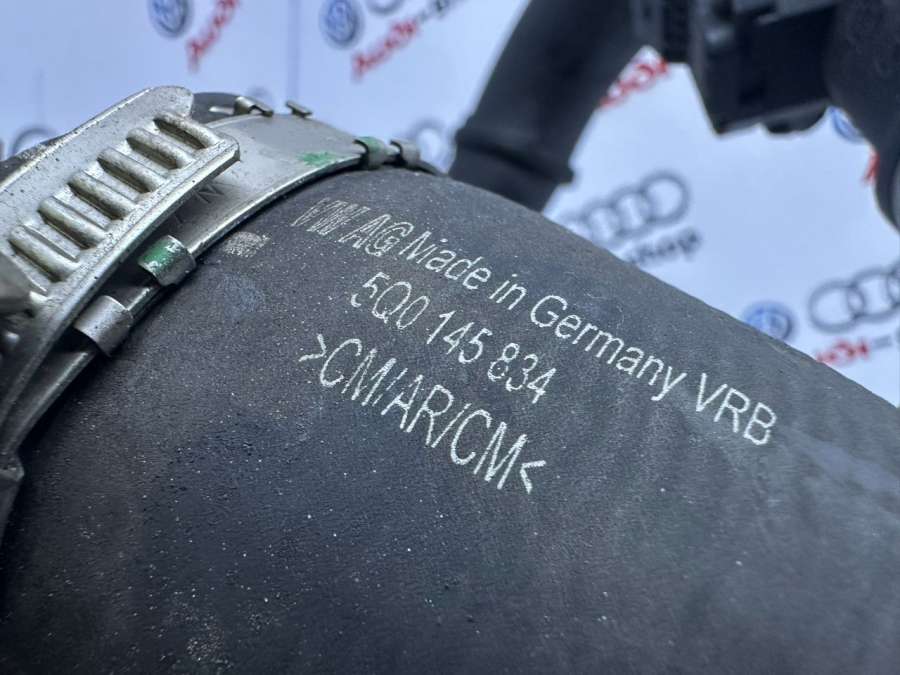 VW AG Made in Germany VRB
5Q0 145 834
>CM/AR/CM<